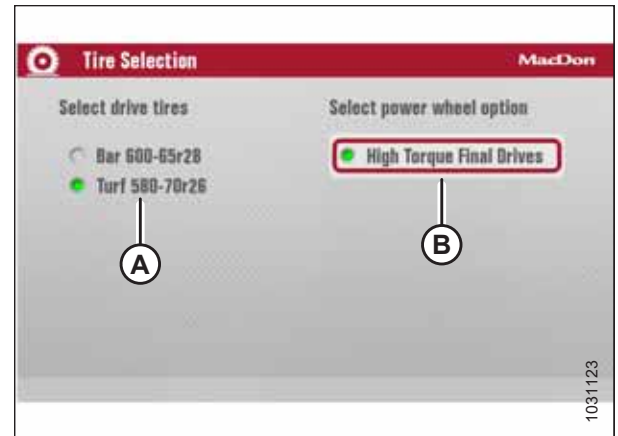 Tire Selection
MacDon
Select drive tires
Bar 600-65r28
Turf 580-70r26
Select power wheel option
High Torque Final Drives
A
B
1031123